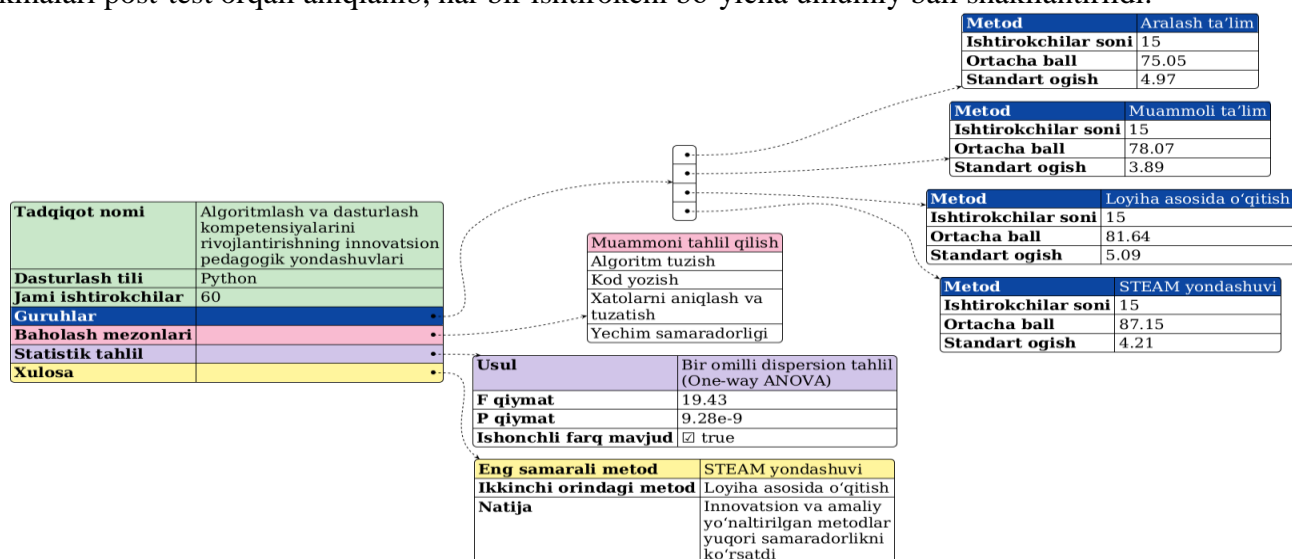 post-test orqali aniqlanib, har bir ishtirokchi bo‘yicha umumiy ball shakllantirildi.
Tadqiqot nomi Algoritmlash va dasturlash
kompetensiyalarini
rivojlantirishning innovatsion
pedagogik yondashuvlari
Dasturlash tili Python
Jami ishtirokchilar 60
Guruhlar
Baholash mezonlari
Statistik tahlil
Xulosa
Metod Aralash ta‘lim
Ishtirokchilar soni 15
Ortacha ball 75.05
Standart ogish 4.97
Metod Muammoli ta‘lim
Ishtirokchilar soni 15
Ortacha ball 78.07
Standart ogish 3.89
Metod Loyiha asosida o‘qitish
Ishtirokchilar soni 15
Ortacha ball 81.64
Standart ogish 5.09
Metod STEAM yondashuvi
Ishtirokchilar soni 15
Ortacha ball 87.15
Standart ogish 4.21
Muammoni tahlil qilish
Algoritm tuzish
Kod yozish
Xatolarni aniqlash va
tuzatish
Yechim samaradorligi
Usul Bir omilli dispersion tahlil
(One-way ANOVA)
F qiymat 19.43
P qiymat 9.28e-9
Ishonchli farq mavjud ☑ true
Eng samarali metod STEAM yondashuvi
Ikkinchi orindagi metod Loyiha asosida o‘qitish
Natija Innovatsion va amaliy
yo‘naltirilgan metodlar
yuqori samaradorlikni
ko‘rsatdi